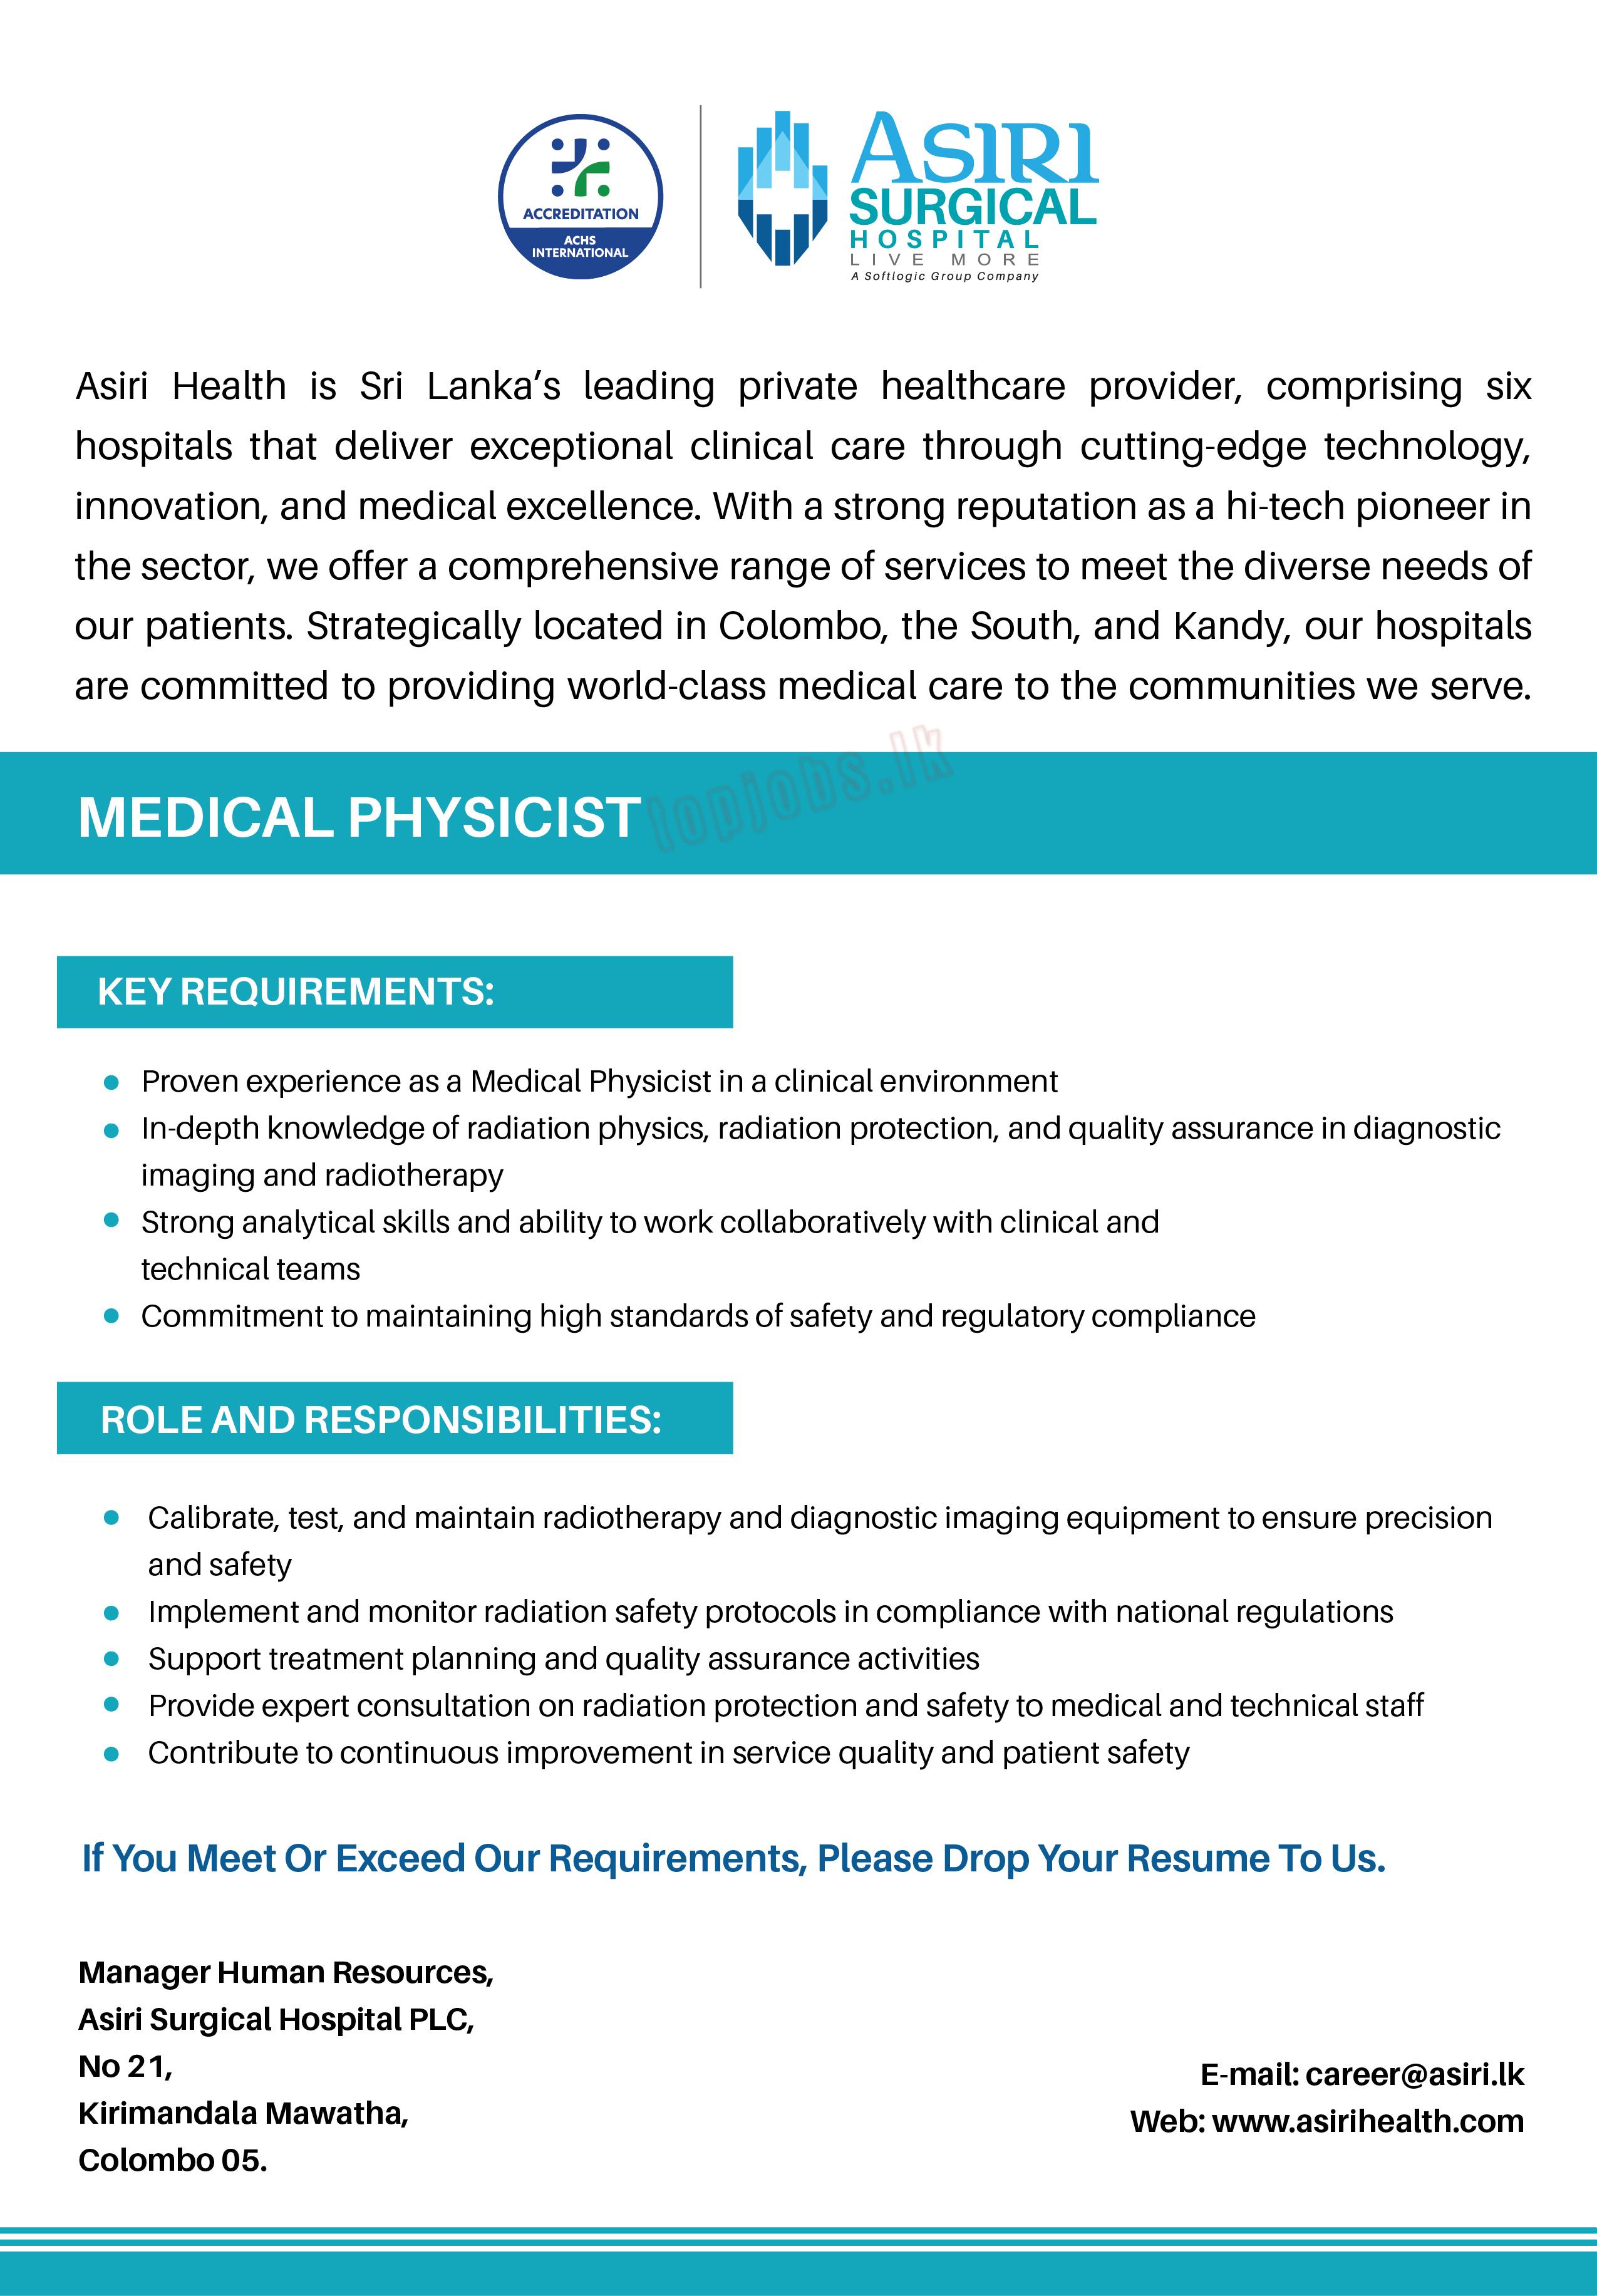 ACCREDITATION
ACHS
INTERNATIONAL
ASIRI
SURGICAL
HOSPITAL
LIVE MORE
A Softlogic Group Company
Asiri Health is Sri Lanka's leading private healthcare provider, comprising six
hospitals that deliver exceptional clinical care through cutting-edge technology,
innovation, and medical excellence. With a strong reputation as a hi-tech pioneer in
the sector, we offer a comprehensive range of services to meet the diverse needs of
our patients. Strategically located in Colombo, the South, and Kandy, our hospitals
are committed to providing world-class medical care to the communities we serve.
topjobs.lk
MEDICAL PHYSICIST
KEY REQUIREMENTS:
Proven experience as a Medical Physicist in a clinical environment
In-depth knowledge of radiation physics, radiation protection, and quality assurance in diagnostic
imaging and radiotherapy
Strong analytical skills and ability to work collaboratively with clinical and
technical teams
Commitment to maintaining high standards of safety and regulatory compliance
ROLE AND RESPONSIBILITIES:
Calibrate, test, and maintain radiotherapy and diagnostic imaging equipment to ensure precision
and safety
Implement and monitor radiation safety protocols in compliance with national regulations
Support treatment planning and quality assurance activities
Provide expert consultation on radiation protection and safety to medical and technical staff
Contribute to continuous improvement in service quality and patient safety
If You Meet Or Exceed Our Requirements, Please Drop Your Resume To Us.
Manager Human Resources,
Asiri Surgical Hospital PLC,
No 21,
Kirimandala Mawatha,
Colombo 05.
E-mail: career@asiri.lk
Web: www.asirihealth.com